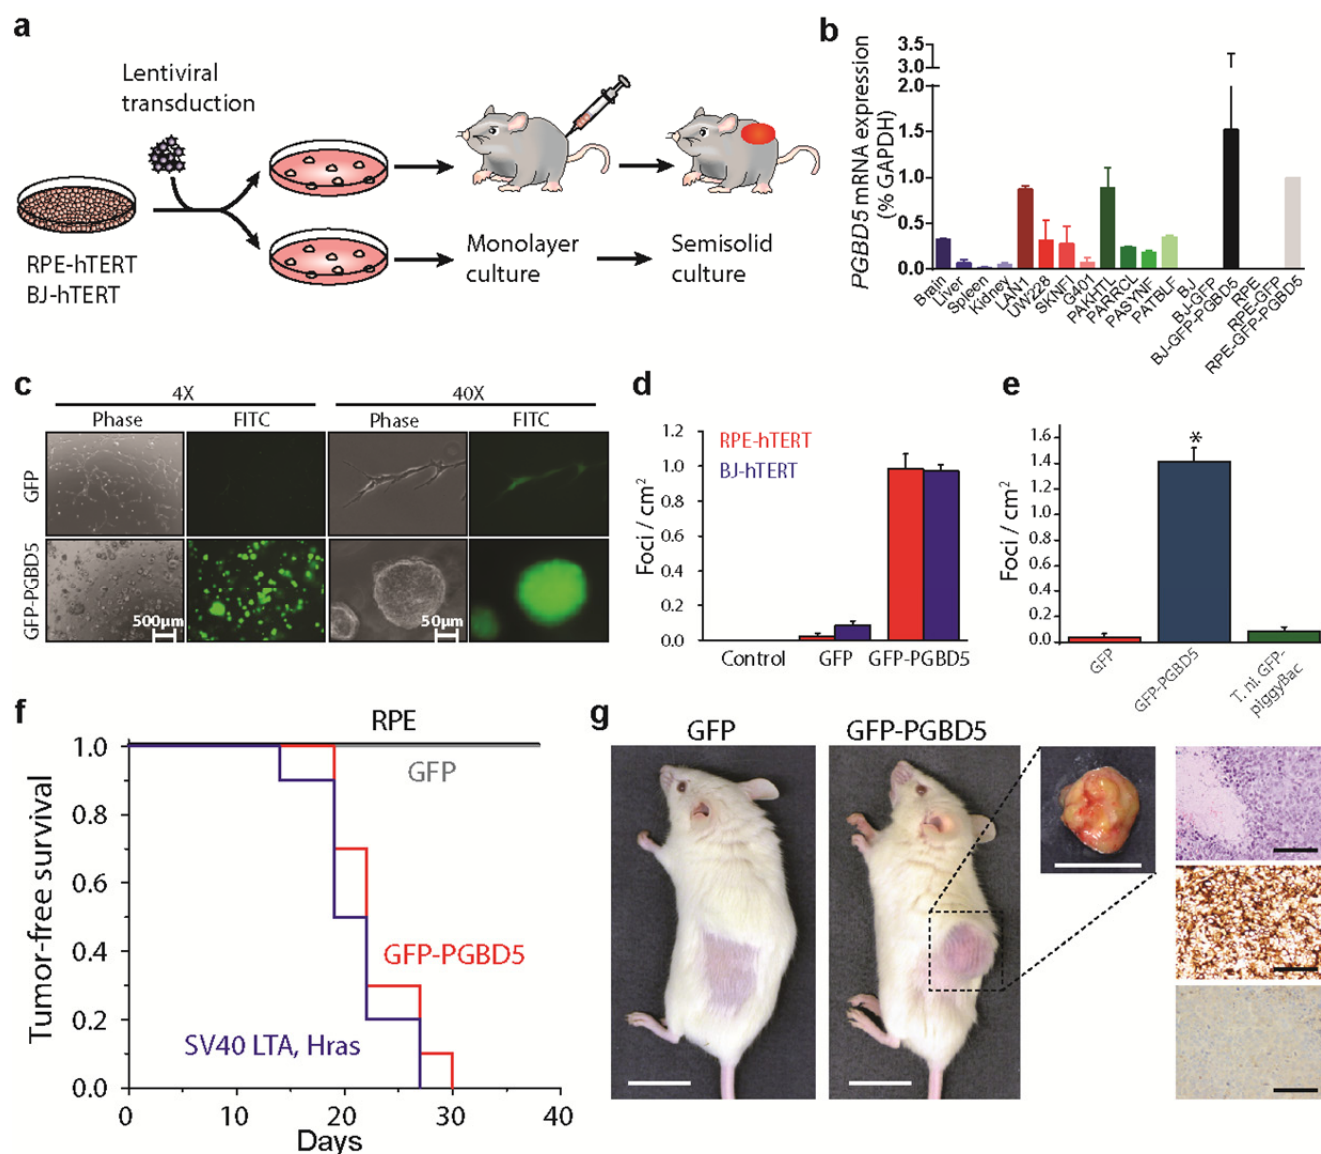 a
Lentiviral
transduction
RPE-hTERT
BJ-hTERT
Monolayer
culture
Semisolid
culture
b
PGBD5 mRNA expression
(% GAPDH)
3.5
3.0
2.0
1.5
1.0
0.5
0.0
Brain
Liver
Spleen
Kidney
LAN1
UW228
SKNFI
G401
PAKHTL
PARRCL
PASYNF
PATBLF
BJ
BJ-GFP
BJ-GFP-PGBD5
RPE
RPE-GFP
RPE-GFP-PGBD5
c
4X
40X
Phase
FITC
Phase
FITC
GFP
GFP-PGBD5
500µm
50µm
d
RPE-hTERT
BJ-hTERT
Foci / cm²
1.2
1.0
0.8
0.6
0.4
0.2
0.0
Control
GFP
GFP-PGBD5
e
Foci / cm²
1.6
1.4
1.2
1.0
0.8
0.6
0.4
0.2
0.0
*
GFP
GFP-PGBD5
T. ni. GFP-
piggyBac
f
RPE
GFP
GFP-PGBD5
SV40 LTA, Hras
Tumor-free survival
1.0
0.8
0.6
0.4
0.2
0.0
0
10
20
30
40
Days
g
GFP
GFP-PGBD5